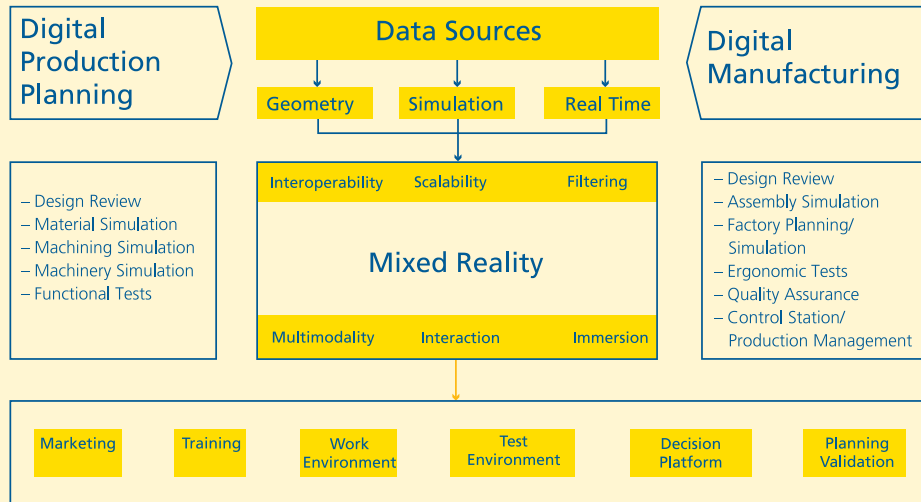 Digital
Production
Planning
Data Sources
Digital
Manufacturing
Geometry
Simulation
Real Time
– Design Review
– Material Simulation
– Machining Simulation
– Machinery Simulation
– Functional Tests
Interoperability
Scalability
Filtering
Mixed Reality
Multimodality
Interaction
Immersion
– Design Review
– Assembly Simulation
– Factory Planning/
Simulation
– Ergonomic Tests
– Quality Assurance
– Control Station/
Production Management
Marketing
Training
Work
Environment
Test
Environment
Decision
Platform
Planning
Validation